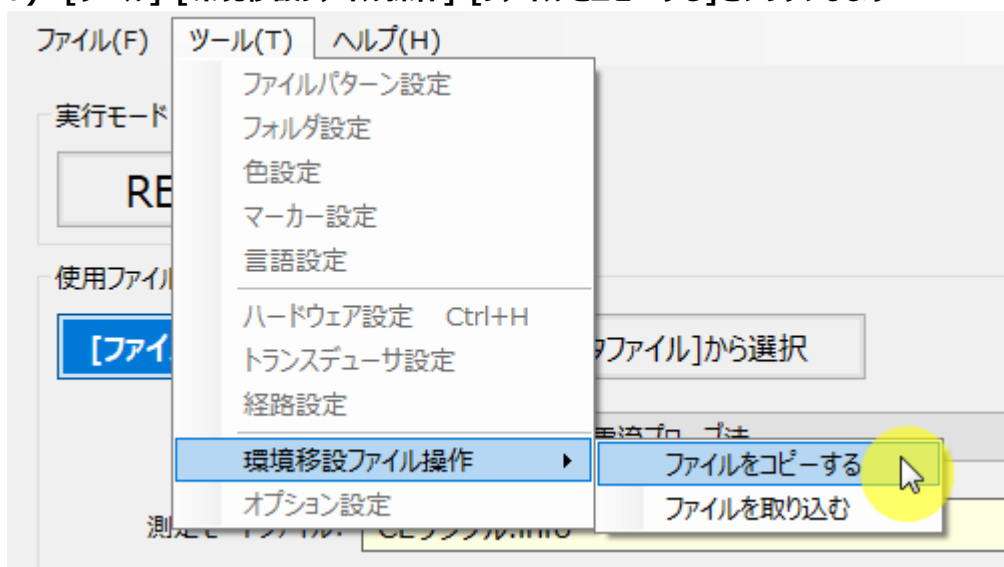 ファイル(F) ツール(T) ヘルプ(H)
ファイルパターン設定
実行モード
フォルダ設定
色設定
RE
マーカー設定
言語設定
使用ファイル
ハードウェア設定 Ctrl+H
[ファイ
ファイル]から選択
トランスデューサ設定
経路設定
環境移設ファイル操作
ファイルをコピーする
オプション設定
ファイルを取り込む